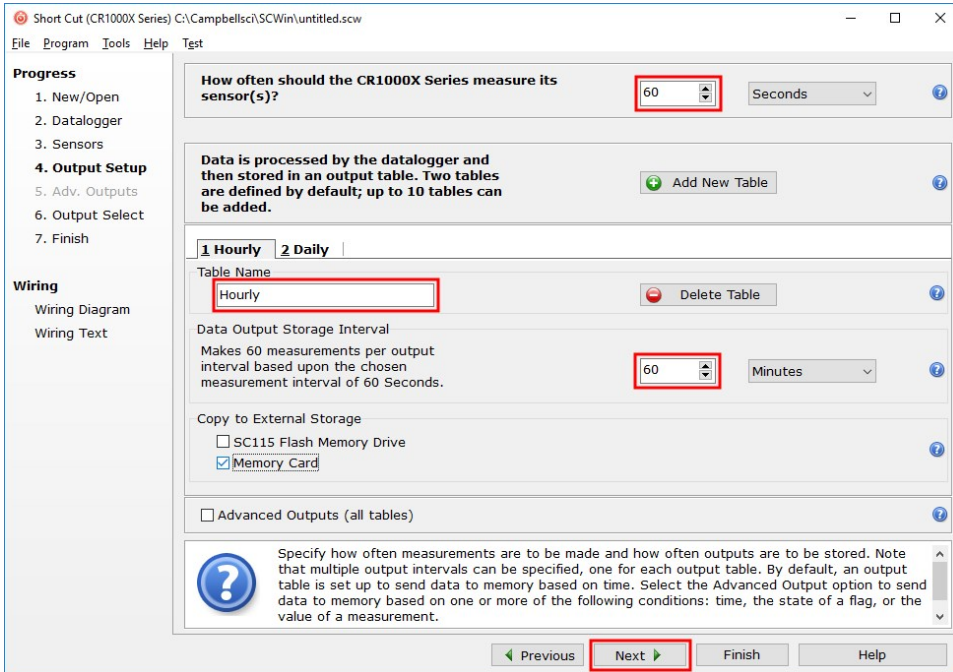 Short Cut (CR1000X Series) C:\Campbellsci\SCWin\untitled.scw
File Program Tools Help Test
Progress
1. New/Open
2. Datalogger
3. Sensors
4. Output Setup
5. Adv. Outputs
6. Output Select
7. Finish
Wiring
Wiring Diagram
Wiring Text
How often should the CR1000X Series measure its
sensor(s)?
60
Seconds
Data is processed by the datalogger and
then stored in an output table. Two tables
are defined by default; up to 10 tables can
be added.
Add New Table
1 Hourly 2 Daily
Table Name
Hourly
Delete Table
Data Output Storage Interval
Makes 60 measurements per output
interval based upon the chosen
measurement interval of 60 Seconds.
60
Minutes
Copy to External Storage
SC115 Flash Memory Drive
Memory Card
Advanced Outputs (all tables)
Specify how often measurements are to be made and how often outputs are to be stored. Note
that multiple output intervals can be specified, one for each output table. By default, an output
table is set up to send data to memory based on time. Select the Advanced Output option to send
data to memory based on one or more of the following conditions: time, the state of a flag, or the
value of a measurement.
Previous Next Finish Help